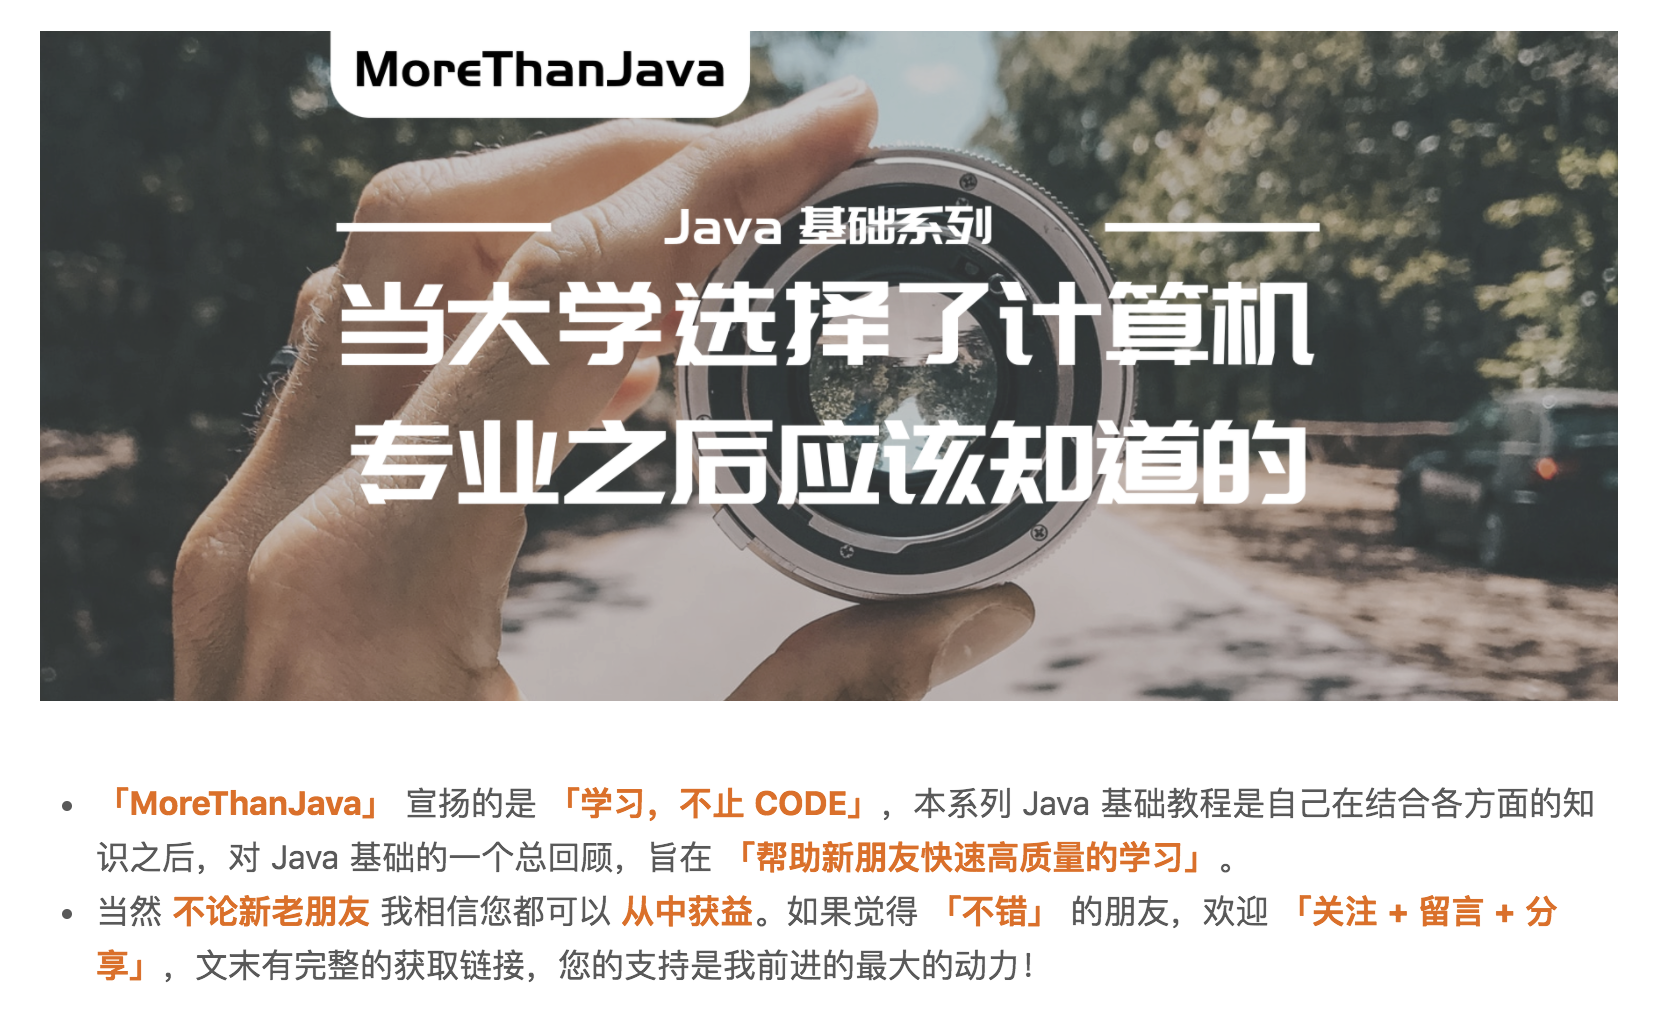 MoreThanJava
Java 基础系列
当大学选择了计算机
专业之后应该知道的
「MoreThanJava」 宣扬的是 「学习，不止 CODE」，本系列 Java 基础教程是自己在结合各方面的知
识之后，对 Java 基础的一个总回顾，旨在 「帮助新朋友快速高质量的学习」。
当然 不论新老朋友 我相信您都可以 从中获益。如果觉得 「不错」 的朋友，欢迎 「关注 + 留言 + 分
享」，文末有完整的获取链接，您的支持是我前进的最大的动力！